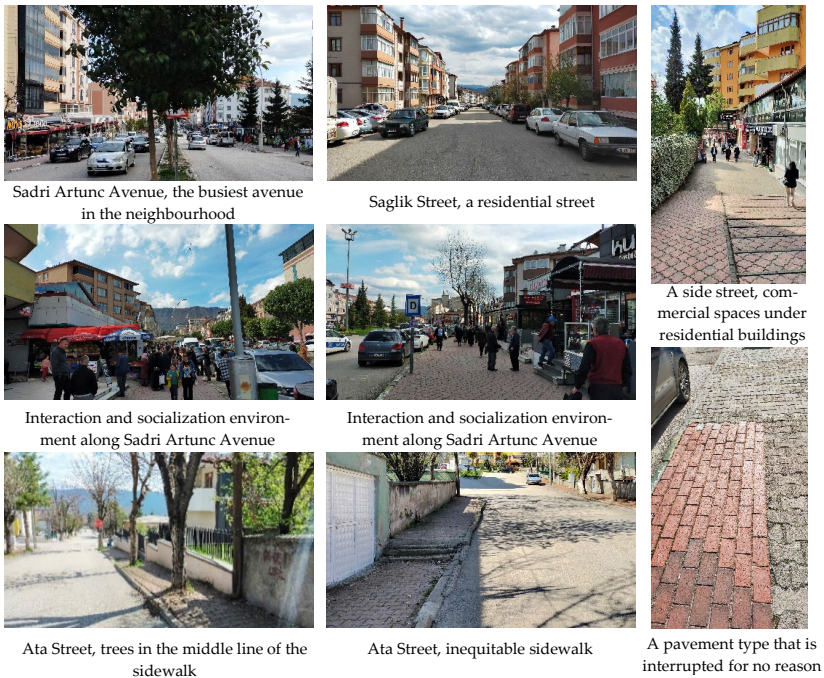 Sadri Artunc Avenue, the busiest avenue
in the neighbourhood
Saglik Street, a residential street
A side street, com-
mercial spaces under
residential buildings
Interaction and socialization environ-
ment along Sadri Artunc Avenue
D
Interaction and socialization environ-
ment along Sadri Artunc Avenue
Ata Street, trees in the middle line of the
sidewalk
Ata Street, inequitable sidewalk
A pavement type that is
interrupted for no reason